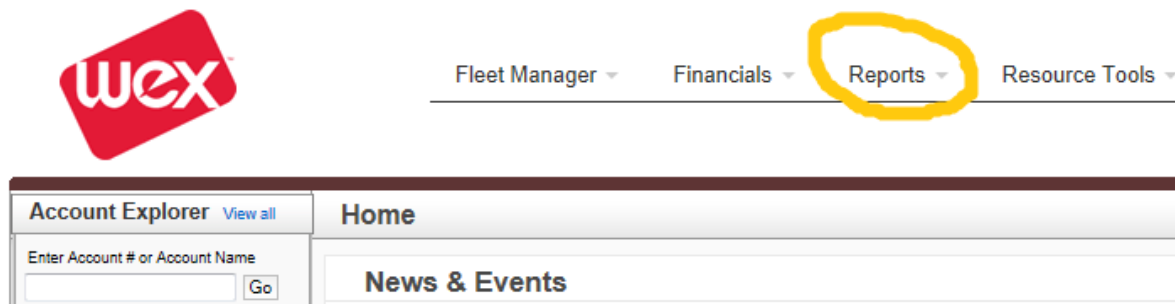 wex
Fleet Manager Financials Reports Resource Tools
Account Explorer View all
Home
Enter Account # or Account Name
Go
News & Events